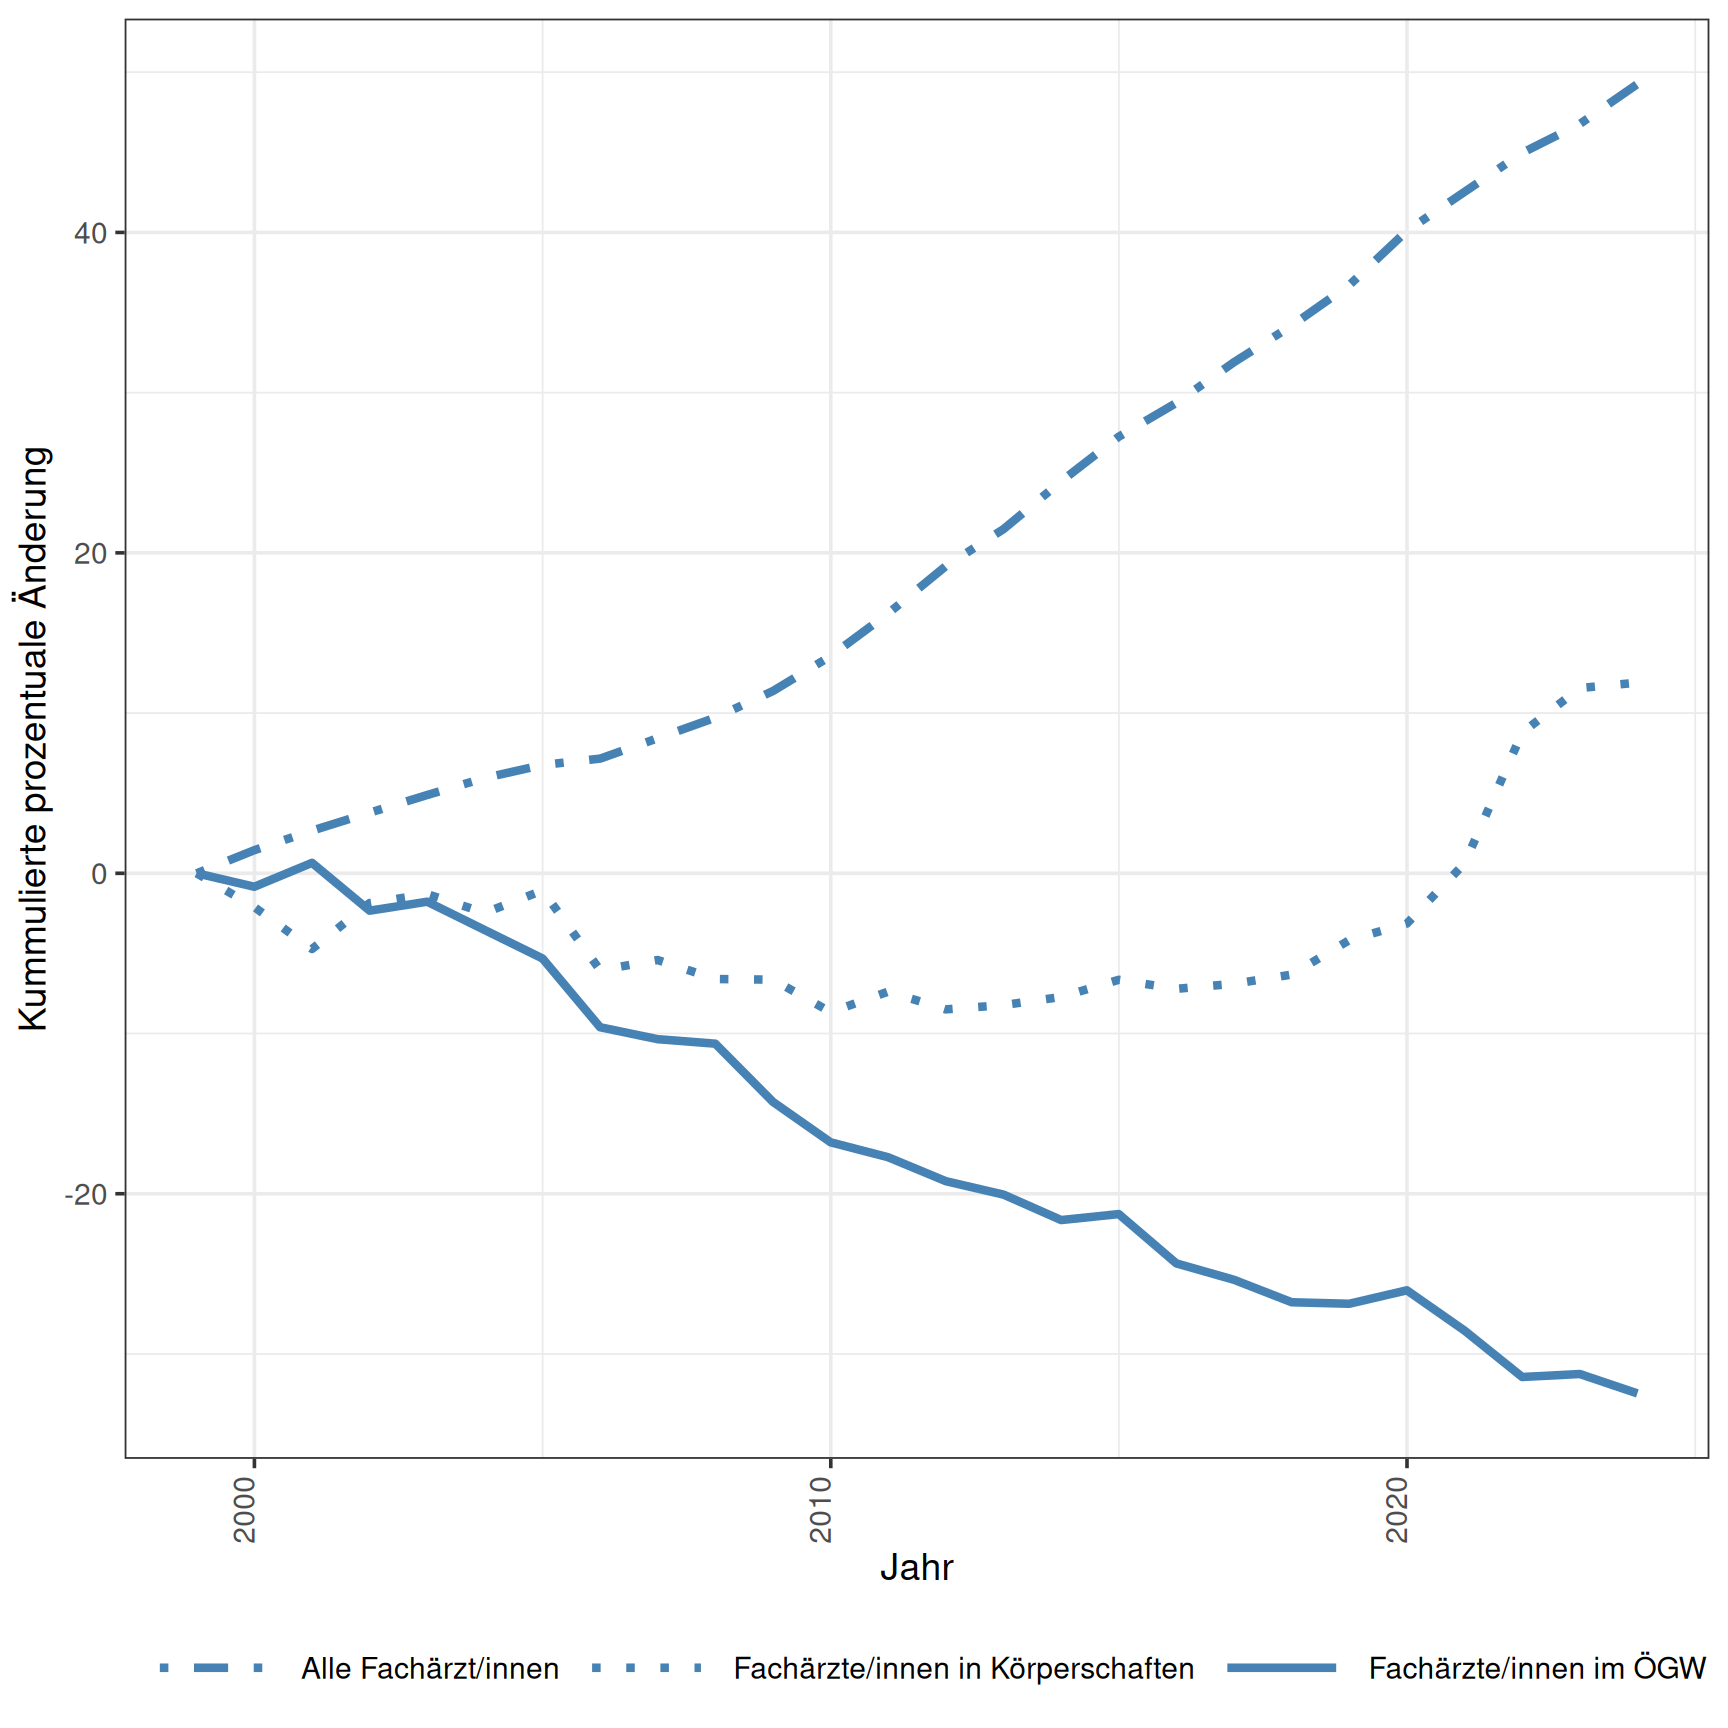 Kummulierte prozentuale Änderung
40
20
0
-20
2000
2010
2020
Jahr
Alle Fachärzt/innen
Fachärzte/innen in Körperschaften
Fachärzte/innen im ÖGW